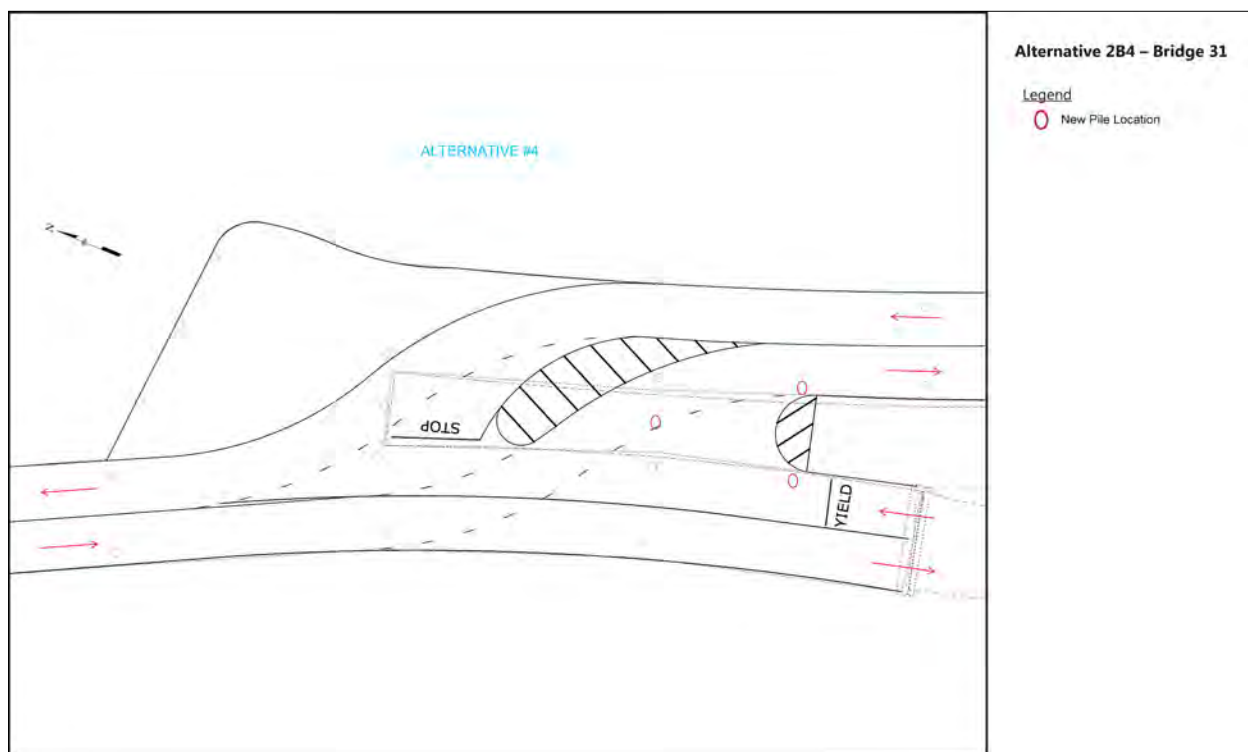 Alternative 2B4 – Bridge 31
Legend
New Pile Location
ALTERNATIVE #4
N
STOP
YIELD